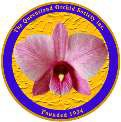 The Queensland Orchid Society Inc.
Founded 1934